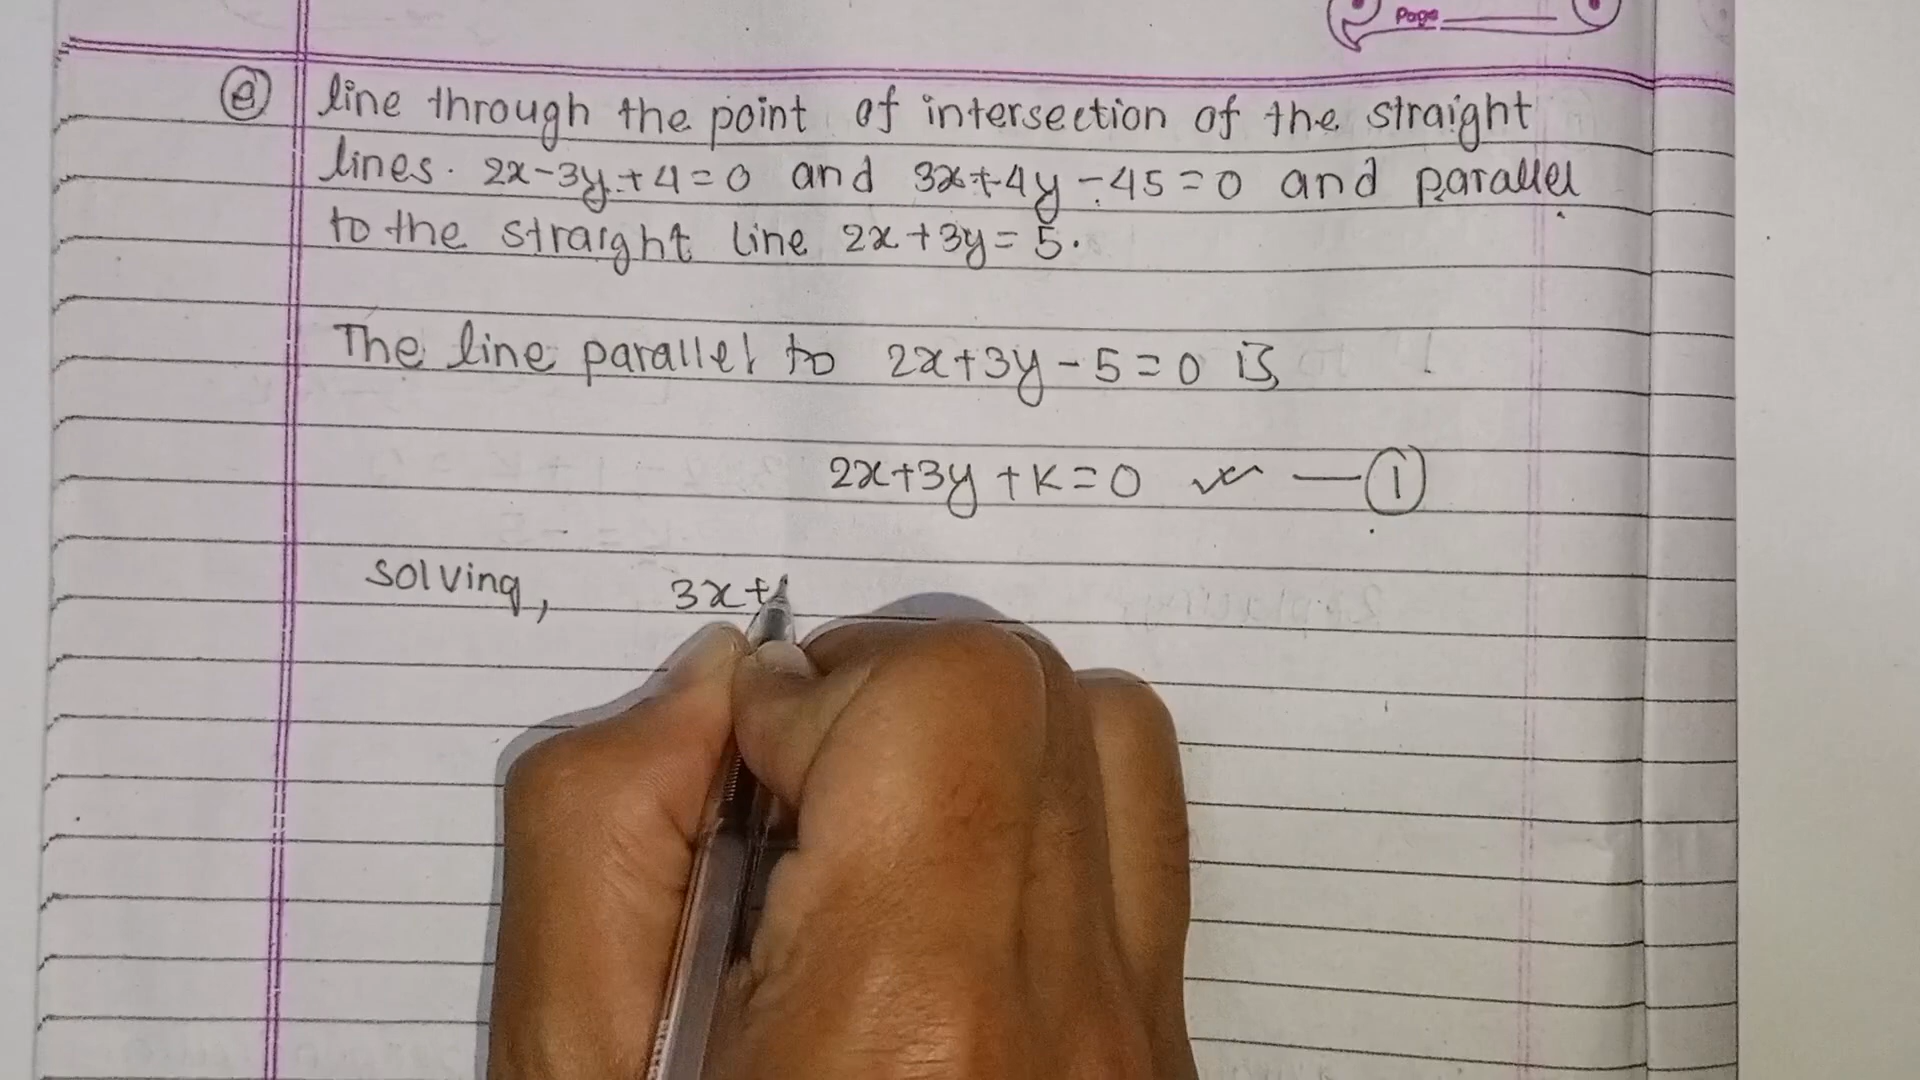 Page
ⓔ line through the point of intersection of the straight
lines. 2x-3y+4=0 and 3x+4y-45=0 and parallel
to the straight line 2x+3y=5.
The line parallel to 2x+3y-5=0 is,
2x+3y+K=0 — ①
solving, 3x+